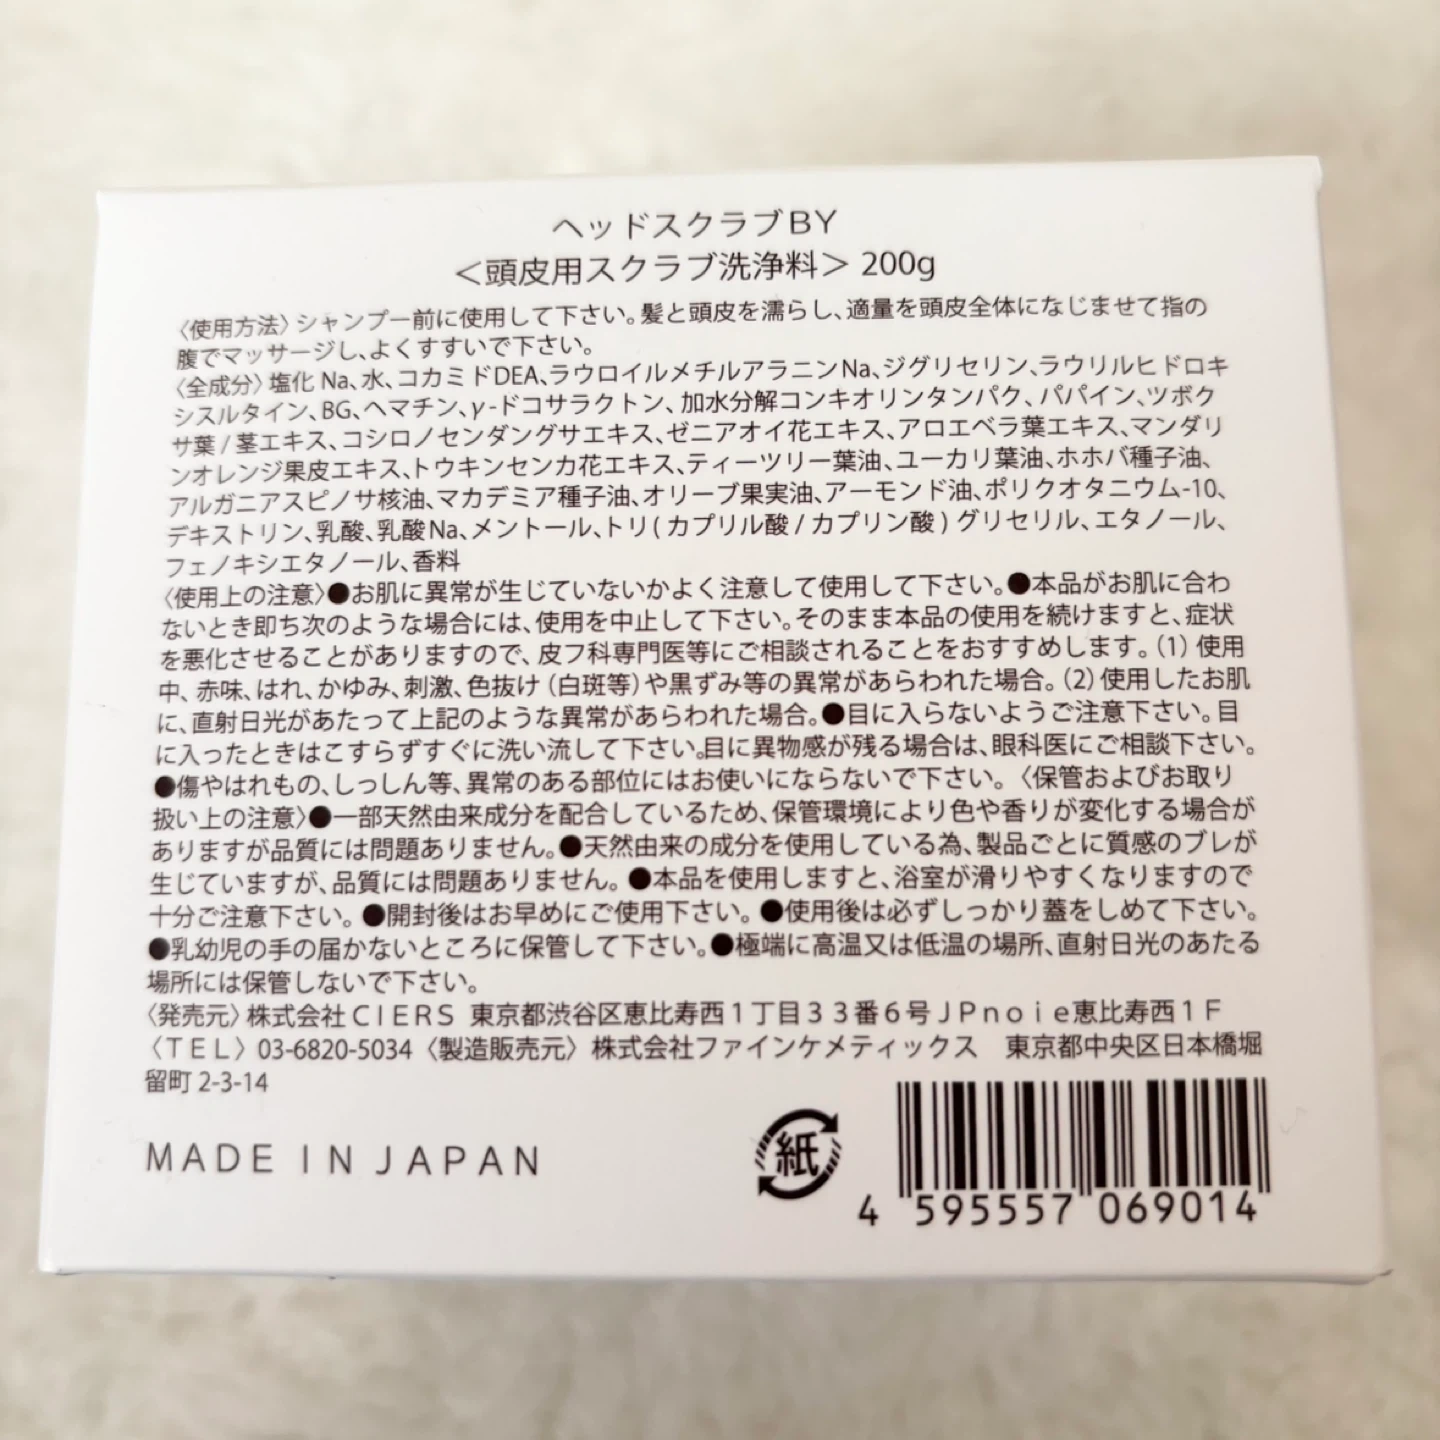 ヘッドスクラブBY
＜頭皮用スクラブ洗浄料＞ 200g
〈使用方法〉シャンプー前に使用して下さい。髪と頭皮を濡らし、適量を頭皮全体になじませて指の
腹でマッサージし、よくすすいで下さい。
〈全成分〉塩化 Na、水、コカミドDEA、ラウロイルメチルアラニンNa、ジグリセリン、ラウリルヒドロキ
シスルタイン、BG、ヘマチン、γ-ドコサラクトン、加水分解コンキオリンタンパク、パパイン、ツボク
サ葉 / 茎エキス、コシロノセンダングサエキス、ゼニアオイ花エキス、アロエベラ葉エキス、マンダリ
ンオレンジ果皮エキス、トウキンセンカ花エキス、ティーツリー葉油、ユーカリ葉油、ホホバ種子油、
アルガニアスピノサ核油、マカデミア種子油、オリーブ果実油、アーモンド油、ポリクオタニウム-10、
デキストリン、乳酸、乳酸Na、メントール、トリ( カプリル酸 / カプリン酸 ) グリセリル、エタノール、
フェノキシエタノール、香料
〈使用上の注意〉●お肌に異常が生じていないかよく注意して使用して下さい。●本品がお肌に合わ
ないとき即ち次のような場合には、使用を中止して下さい。そのまま本品の使用を続けますと、症状
を悪化させることがありますので、皮フ科専門医等にご相談されることをおすすめします。（1）使用
中、赤味、はれ、かゆみ、刺激、色抜け（白斑等）や黒ずみ等の異常があらわれた場合。（2）使用したお肌
に、直射日光があたって上記のような異常があらわれた場合。●目に入らないようご注意下さい。目
に入ったときはこすらずすぐに洗い流して下さい。目に異物感が残る場合は、眼科医にご相談下さい。
●傷やはれもの、しっしん等、異常のある部位にはお使いにならないで下さい。〈保管およびお取り
扱い上の注意〉●一部天然由来成分を配合しているため、保管環境により色や香りが変化する場合が
ありますが品質には問題ありません。●天然由来の成分を使用している為、製品ごとに質感のブレが
生じていますが、品質には問題ありません。●本品を使用しますと、浴室が滑りやすくなりますので
十分ご注意下さい。●開封後はお早めにご使用下さい。●使用後は必ずしっかり蓋をしめて下さい。
●乳幼児の手の届かないところに保管して下さい。●極端に高温又は低温の場所、直射日光のあたる
場所には保管しないで下さい。
〈発売元〉株式会社ＣＩＥＲＳ 東京都渋谷区恵比寿西１丁目３３番６号ＪＰｎｏｉｅ恵比寿西１Ｆ
〈ＴＥＬ〉03-6820-5034〈製造販売元〉株式会社ファインケメティックス　東京都中央区日本橋堀
留町 2-3-14
MADE IN JAPAN
紙
4 595557 069014